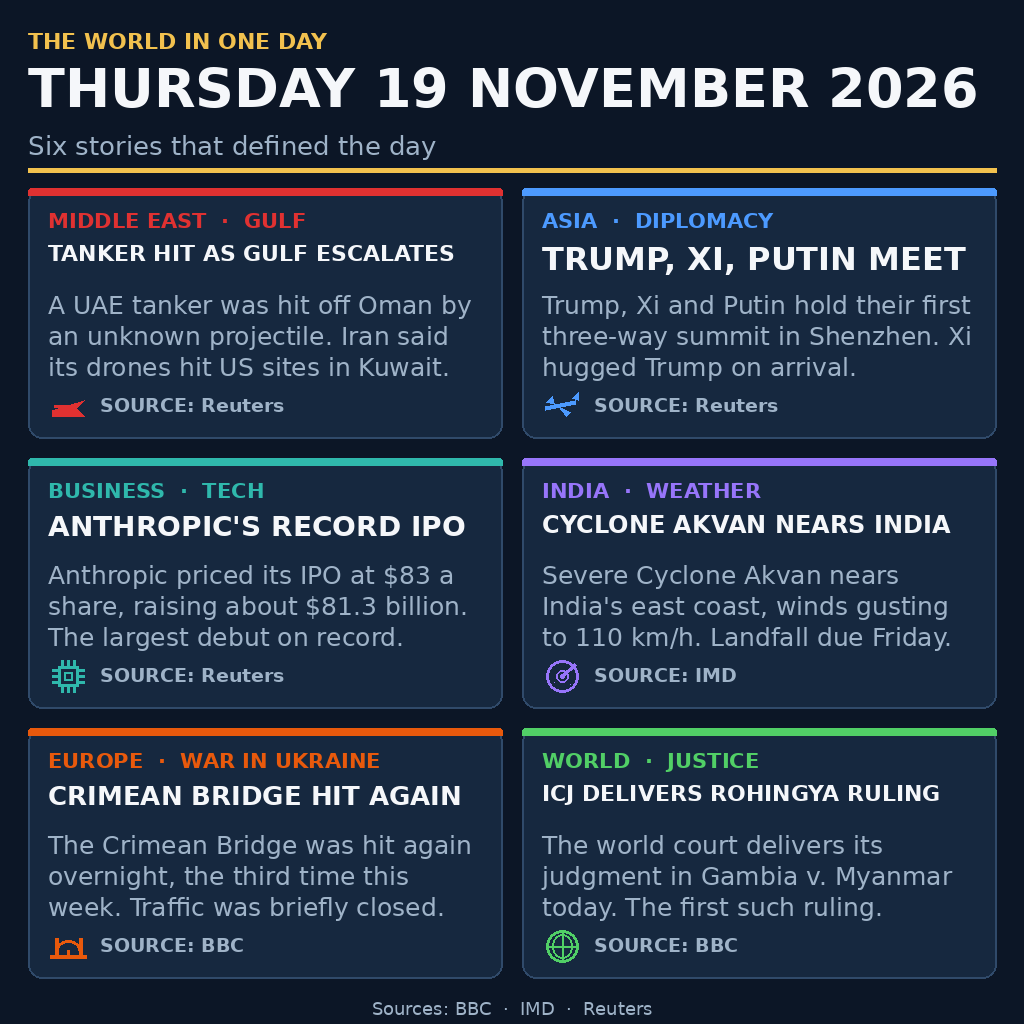 THE WORLD IN ONE DAY
THURSDAY 19 NOVEMBER 2026
Six stories that defined the day
MIDDLE EAST · GULF
TANKER HIT AS GULF ESCALATES
A UAE tanker was hit off Oman by
an unknown projectile. Iran said
its drones hit US sites in Kuwait.
SOURCE: Reuters
ASIA · DIPLOMACY
TRUMP, XI, PUTIN MEET
Trump, Xi and Putin hold their first
three-way summit in Shenzhen. Xi
hugged Trump on arrival.
SOURCE: Reuters
BUSINESS · TECH
ANTHROPIC'S RECORD IPO
Anthropic priced its IPO at $83 a
share, raising about $81.3 billion.
The largest debut on record.
SOURCE: Reuters
INDIA · WEATHER
CYCLONE AKVAN NEARS INDIA
Severe Cyclone Akvan nears
India's east coast, winds gusting
to 110 km/h. Landfall due Friday.
SOURCE: IMD
EUROPE · WAR IN UKRAINE
CRIMEAN BRIDGE HIT AGAIN
The Crimean Bridge was hit again
overnight, the third time this
week. Traffic was briefly closed.
SOURCE: BBC
WORLD · JUSTICE
ICJ DELIVERS ROHINGYA RULING
The world court delivers its
judgment in Gambia v. Myanmar
today. The first such ruling.
SOURCE: BBC
Sources: BBC · IMD · Reuters